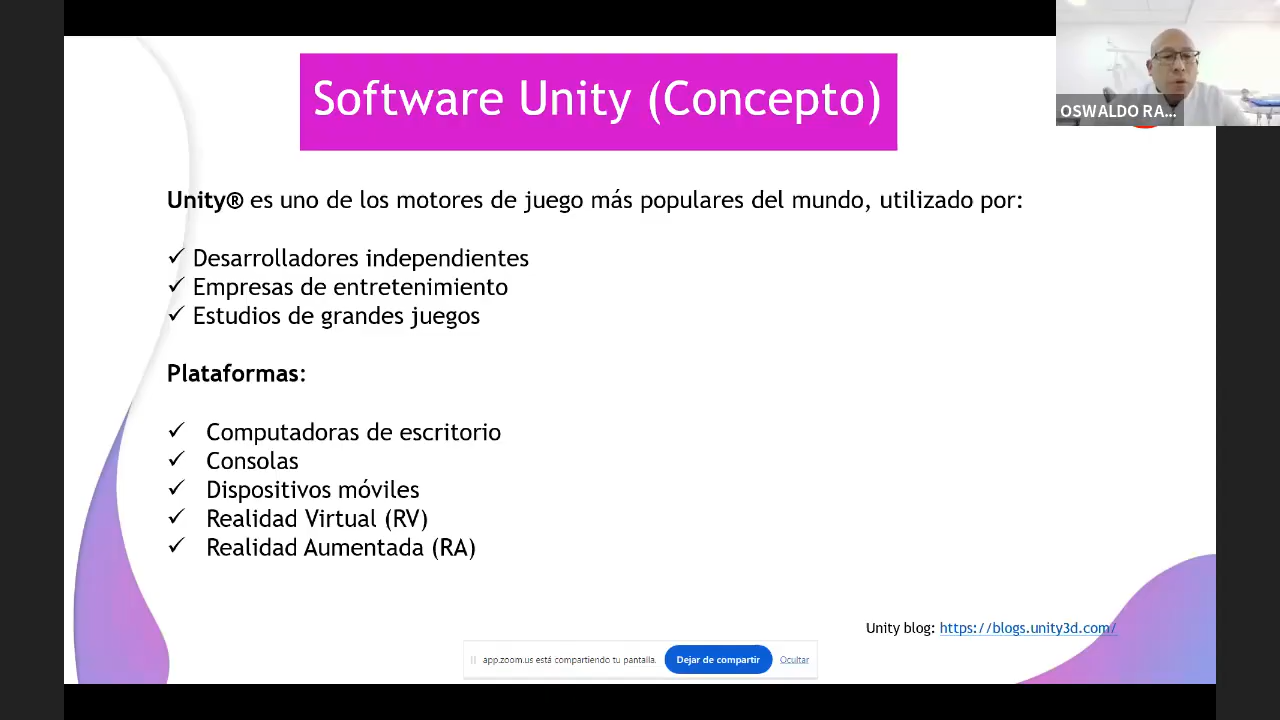 Software Unity (Concepto)
OSWALDO RA...
Unity® es uno de los motores de juego más populares del mundo, utilizado por:
✓ Desarrolladores independientes
✓ Empresas de entretenimiento
✓ Estudios de grandes juegos
Plataformas:
✓ Computadoras de escritorio
✓ Consolas
✓ Dispositivos móviles
✓ Realidad Virtual (RV)
✓ Realidad Aumentada (RA)
Unity blog: https://blogs.unity3d.com/
app.zoom.us está compartiendo tu pantalla. Dejar de compartir Ocultar